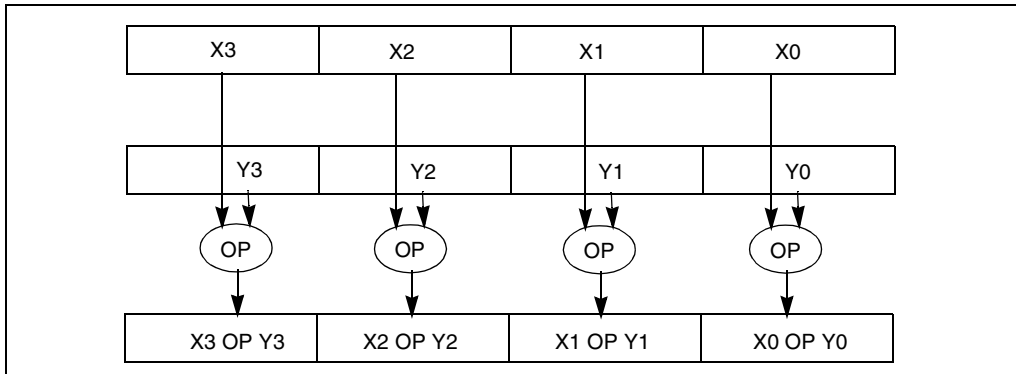 X3 X2 X1 X0
Y3 Y2 Y1 Y0
OP OP OP OP
X3 OP Y3 X2 OP Y2 X1 OP Y1 X0 OP Y0